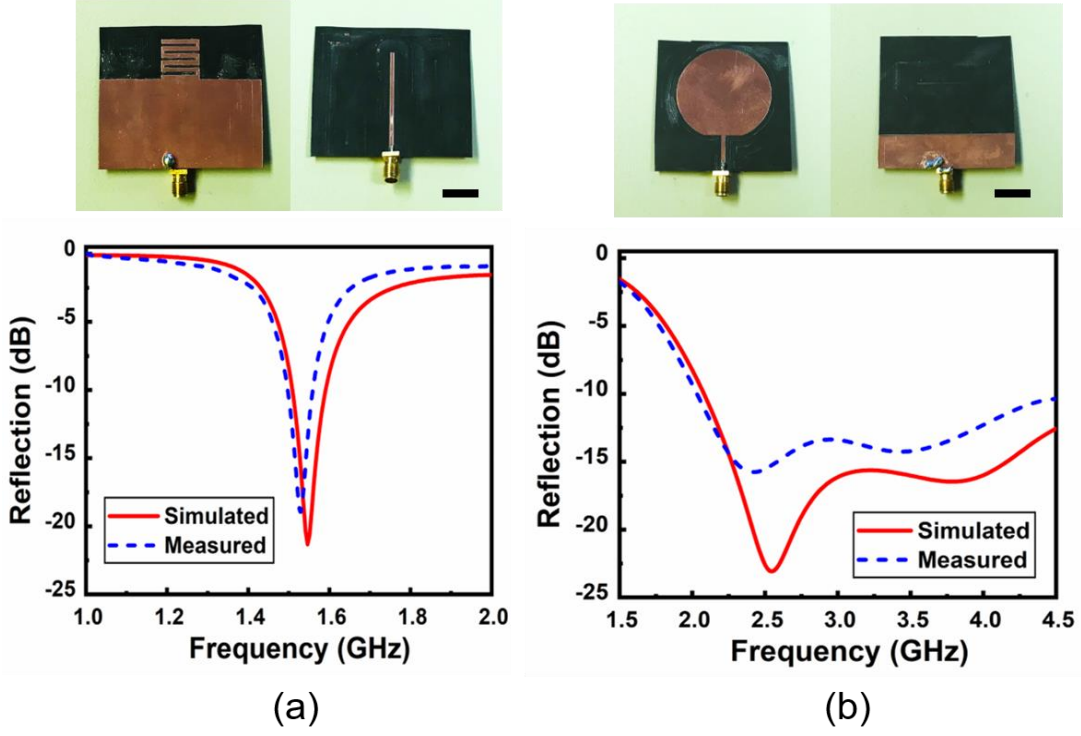 0
-5
-10
-15
-20
-25
Reflection (dB)
Simulated
Measured
1.0 1.2 1.4 1.6 1.8 2.0
Frequency (GHz)
(a)
0
-5
-10
-15
-20
-25
Reflection (dB)
Simulated
Measured
1.5 2.0 2.5 3.0 3.5 4.0 4.5
Frequency (GHz)
(b)